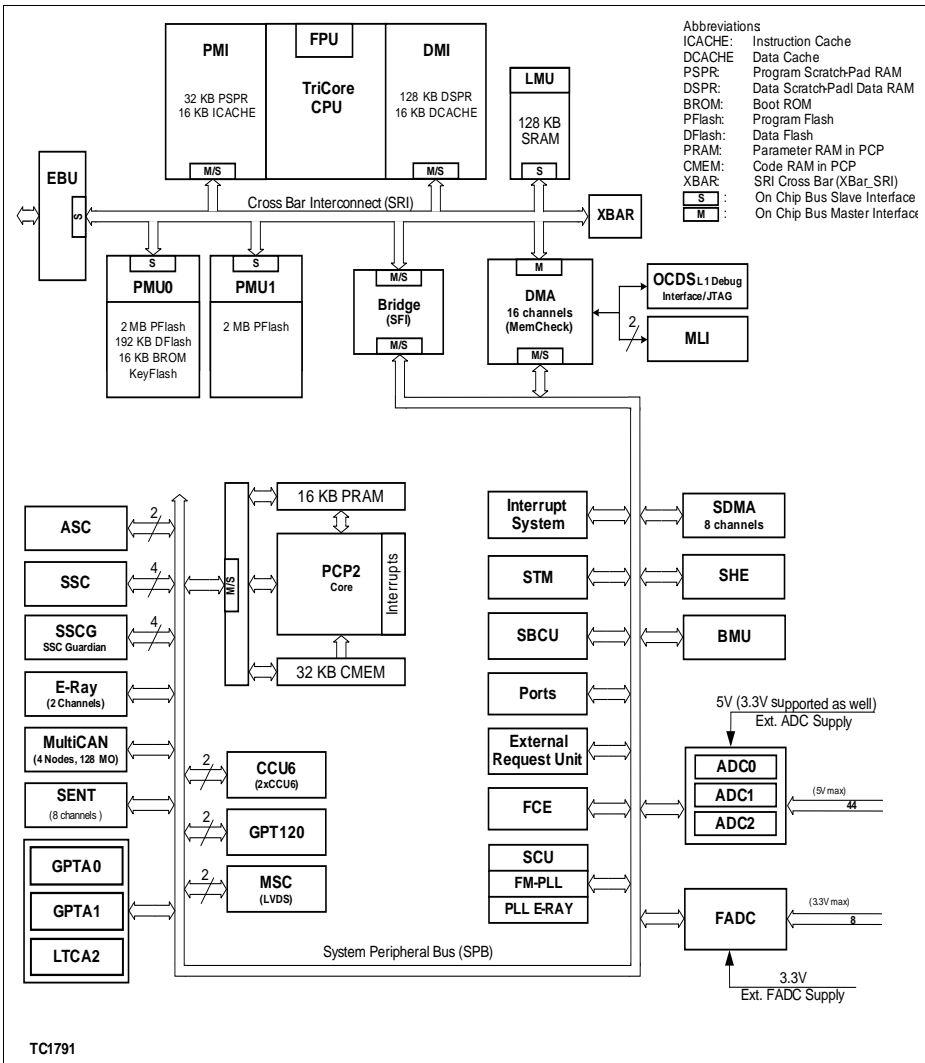 Abbreviations:
ICACHE: Instruction Cache
DCACHE Data Cache
PSPR: Program Scratch-Pad RAM
DSPR: Data Scratch-Padl Data RAM
BROM: Boot ROM
PFlash: Program Flash
DFlash: Data Flash
PRAM: Parameter RAM in PCP
CMEM: Code RAM in PCP
XBAR: SRI Cross Bar (XBar_SRI)
S : On Chip Bus Slave Interface
M : On Chip Bus Master Interface
PMI
32 KB PSPR
16 KB ICACHE
M/S
FPU
TriCore
CPU
DMI
128 KB DSPR
16 KB DCACHE
M/S
LMU
128 KB
SRAM
S
EBU
S
Cross Bar Interconnect (SRI)
XBAR
S
PMU0
2 MB PFlash
192 KB DFlash
16 KB BROM
KeyFlash
S
PMU1
2 MB PFlash
M/S
Bridge
(SFI)
M/S
M
DMA
16 channels
(MemCheck)
M/S
OCDS L1 Debug
Interface/JTAG
2
MLI
ASC
2
SSC
4
SSCG
SSC Guardian
4
E-Ray
(2 Channels)
MultiCAN
(4 Nodes, 128 MO)
SENT
(8 channels )
GPTA0
GPTA1
LTCA2
M/S
16 KB PRAM
PCP2
Core
Interrupts
32 KB CMEM
2
CCU6
(2xCCU6)
2
GPT120
2
MSC
(LVDS)
Interrupt
System
STM
SBCU
Ports
External
Request Unit
FCE
SCU
FM-PLL
PLL E-RAY
SDMA
8 channels
SHE
BMU
5V (3.3V supported as well)
Ext. ADC Supply
ADC0
ADC1
ADC2
(5V max)
44
FADC
(3.3V max)
8
3.3V
Ext. FADC Supply
System Peripheral Bus (SPB)
TC1791